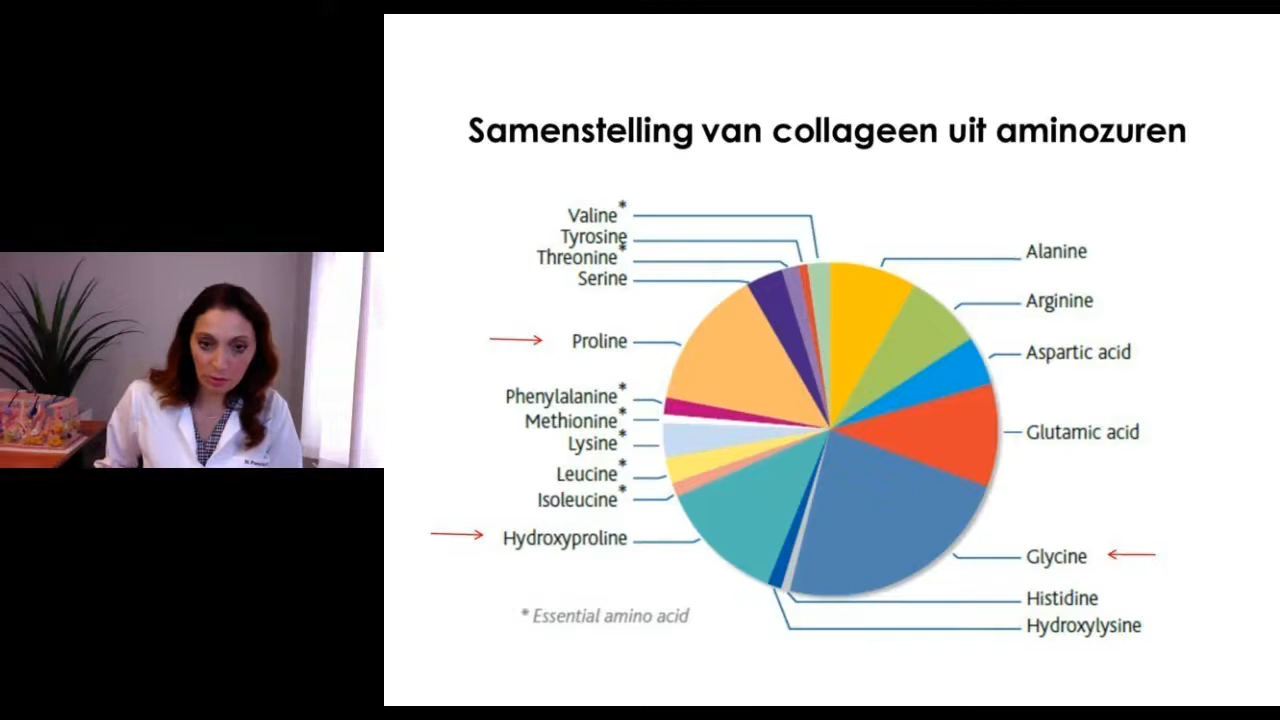 Samenstelling van collageen uit aminozuren
Valine*
Tyrosine
Threonine*
Serine
Proline
Phenylalanine*
Methionine*
Lysine*
Leucine*
Isoleucine*
Hydroxyproline
* Essential amino acid
Alanine
Arginine
Aspartic acid
Glutamic acid
Glycine
Histidine
Hydroxylysine